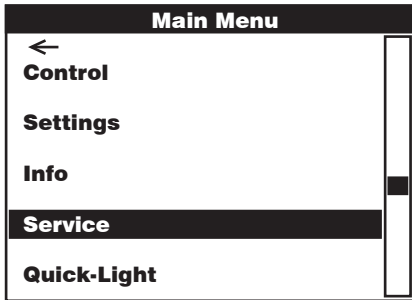 Main Menu
←
Control
Settings
Info
Service
Quick-Light